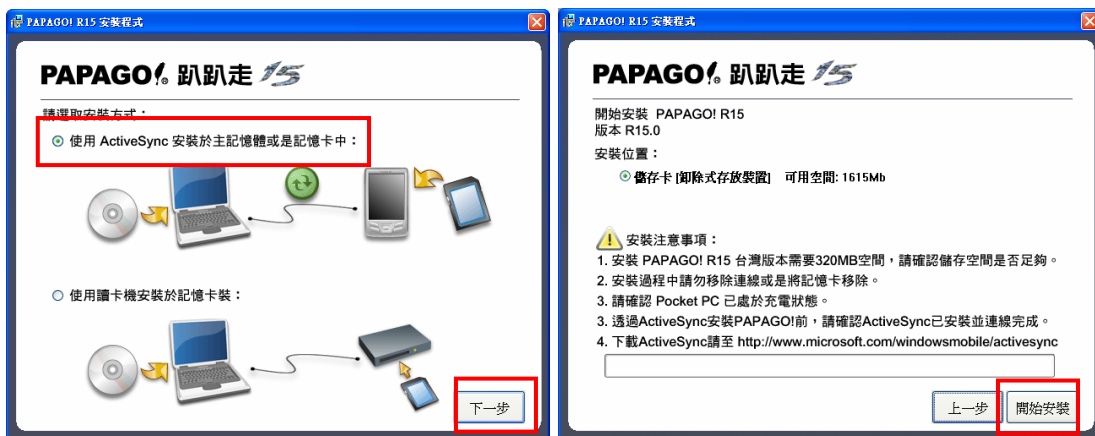 PAPAGO! R15 安裝程式
PAPAGO!® 趴趴走 15
請選取安裝方式：
使用 ActiveSync 安裝於主記憶體或是記憶卡中：
使用讀卡機安裝於記憶卡裝：
下一步
PAPAGO! R15 安裝程式
PAPAGO!® 趴趴走 15
開始安裝 PAPAGO! R15
版本 R15.0
安裝位置：
儲存卡 [卸除式存放裝置] 可用空間: 1615Mb
安裝注意事項：
1. 安裝 PAPAGO! R15 台灣版本需要320MB空間，請確認儲存空間是否足夠。
2. 安裝過程中請勿移除連線或是將記憶卡移除。
3. 請確認 Pocket PC 已處於充電狀態。
3. 透過ActiveSync安裝PAPAGO!前，請確認ActiveSync已安裝並連線完成。
4. 下載ActiveSync請至 http://www.microsoft.com/windowsmobile/activesync
上一步 開始安裝